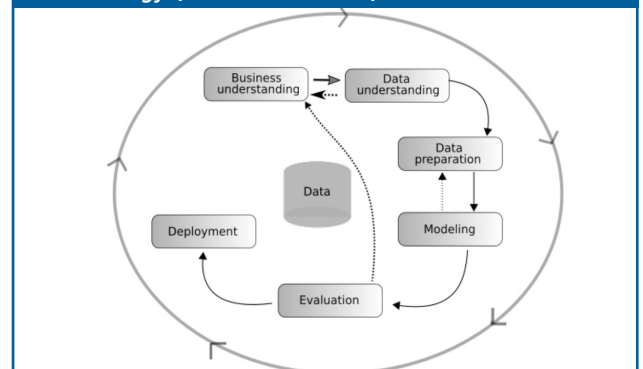 Business
understanding
Data
understanding
Data
preparation
Data
Modeling
Deployment
Evaluation